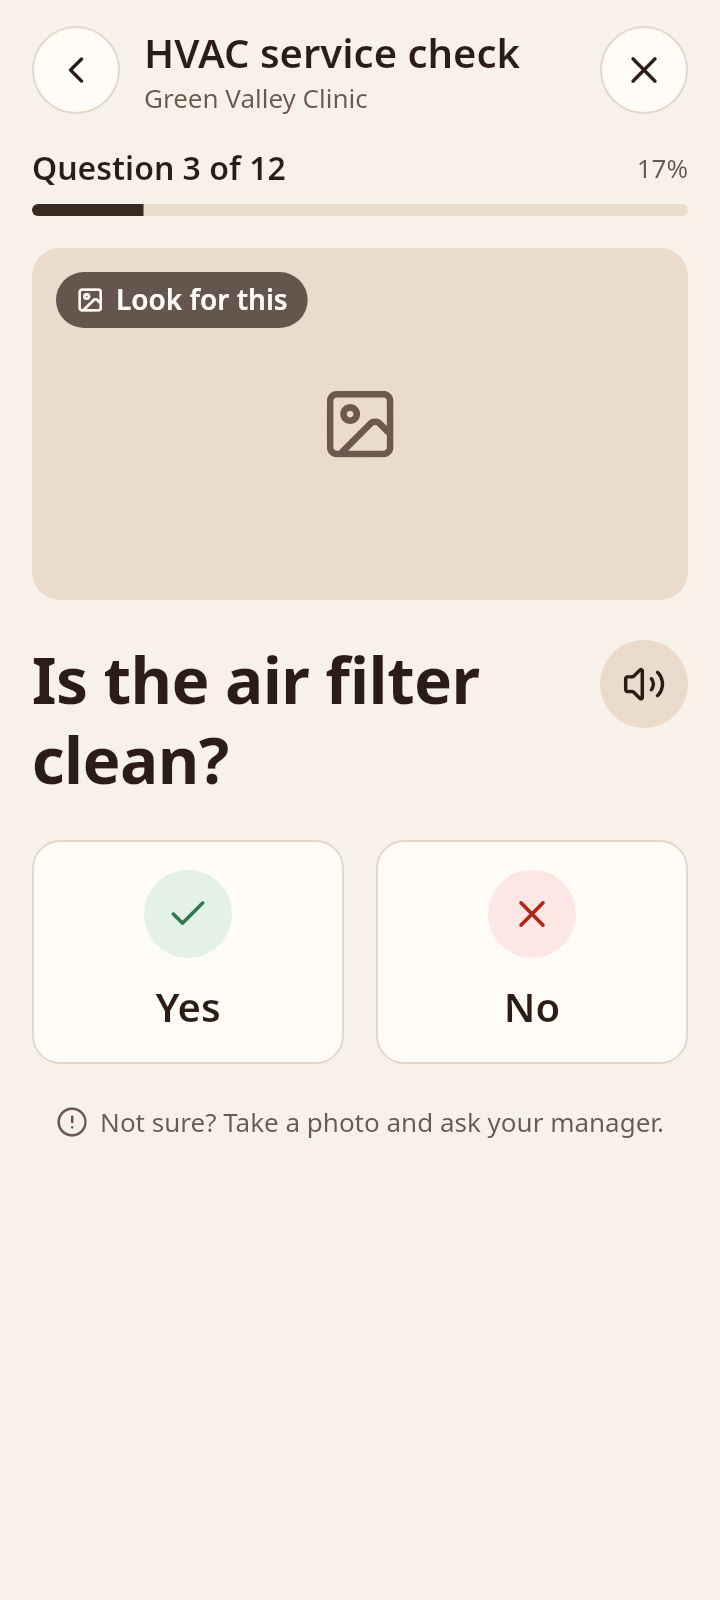 HVAC service check
Green Valley Clinic
Question 3 of 12
17%
Look for this
Is the air filter
clean?
Yes
No
Not sure? Take a photo and ask your manager.